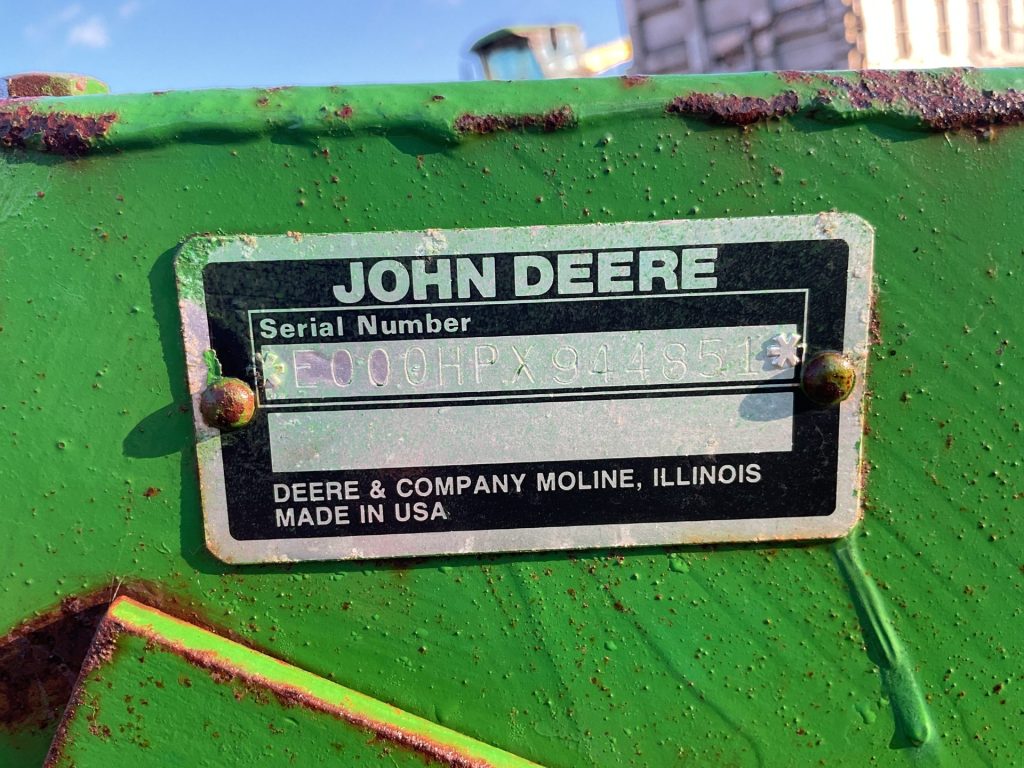 JOHN DEERE
Serial Number
*E000HPX944851*
DEERE & COMPANY MOLINE, ILLINOIS
MADE IN USA